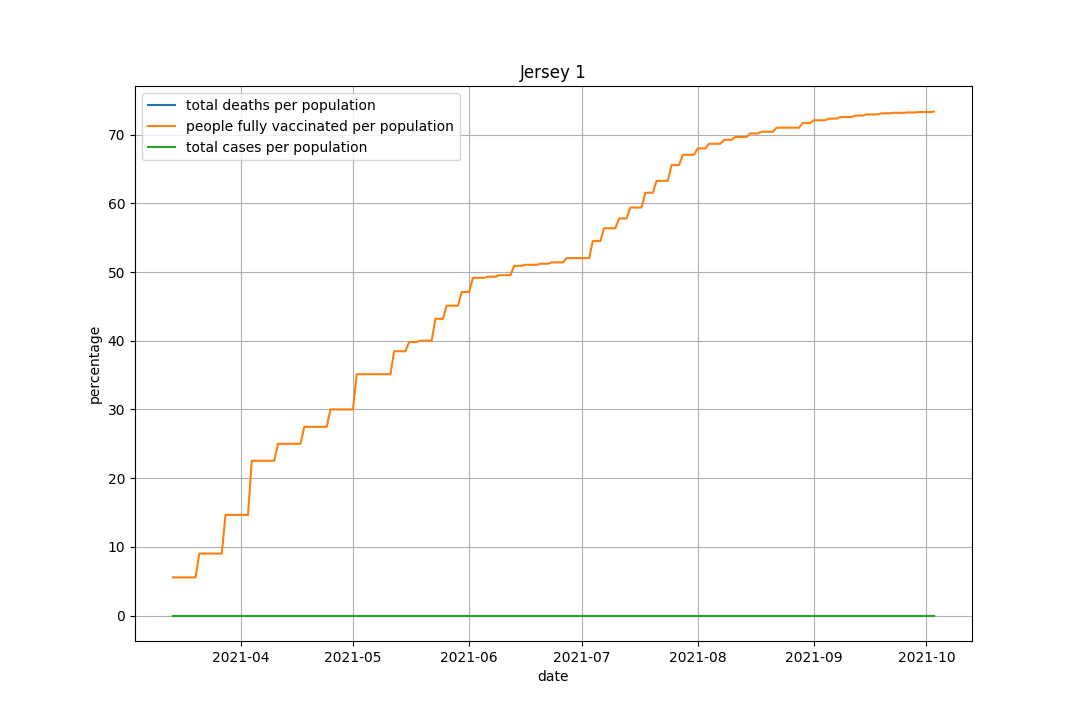 Jersey 1
total deaths per population
people fully vaccinated per population
total cases per population
percentage
70
60
50
40
30
20
10
0
2021-04 2021-05 2021-06 2021-07 2021-08 2021-09 2021-10
date